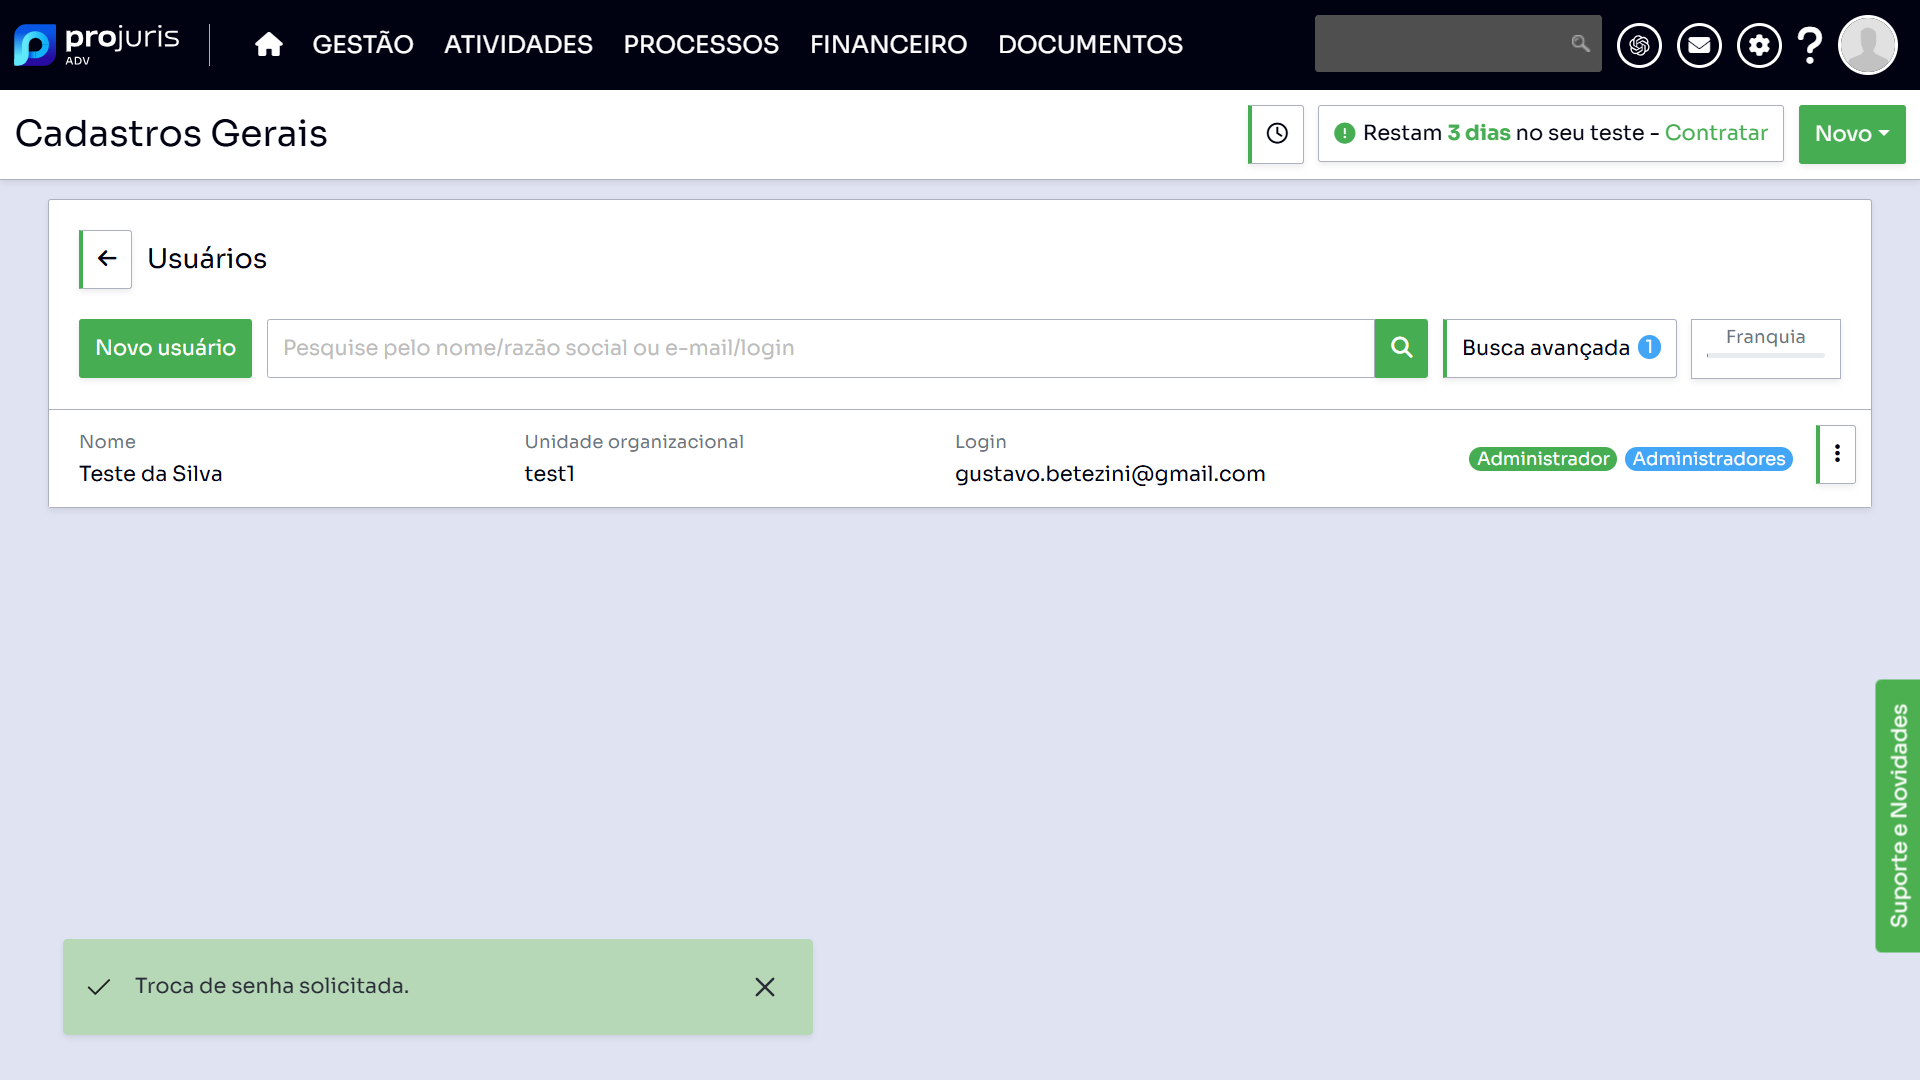 projuris
ADV
GESTÃO
ATIVIDADES
PROCESSOS
FINANCEIRO
DOCUMENTOS
Cadastros Gerais
Restam 3 dias no seu teste - Contratar
Novo
Usuários
Novo usuário
Pesquise pelo nome/razão social ou e-mail/login
Busca avançada 1
Franquia
Nome
Unidade organizacional
Login
Teste da Silva
test1
gustavo.betezini@gmail.com
Administrador
Administradores
Suporte e Novidades
Troca de senha solicitada.